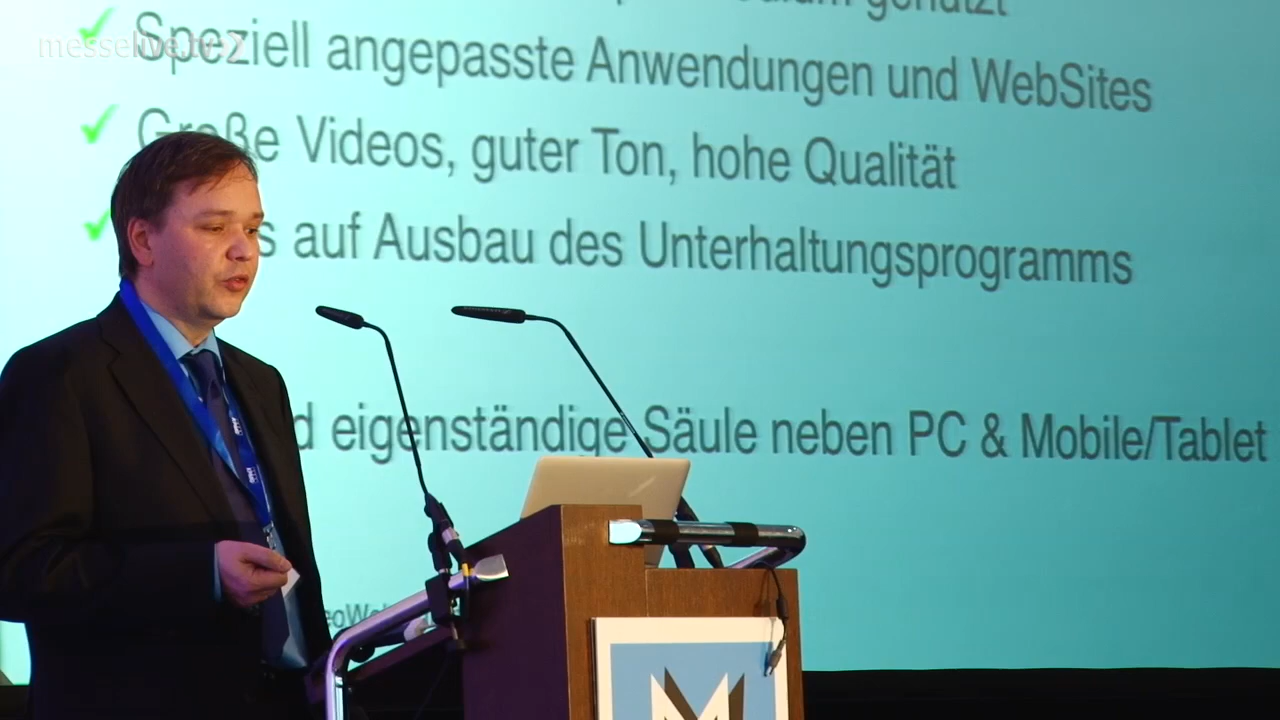 genutzt
messelive.tv
Speziell angepasste Anwendungen und WebSites
Große Videos, guter Ton, hohe Qualität
auf Ausbau des Unterhaltungsprogramms
eigenständige Säule neben PC & Mobile/Tablet
M